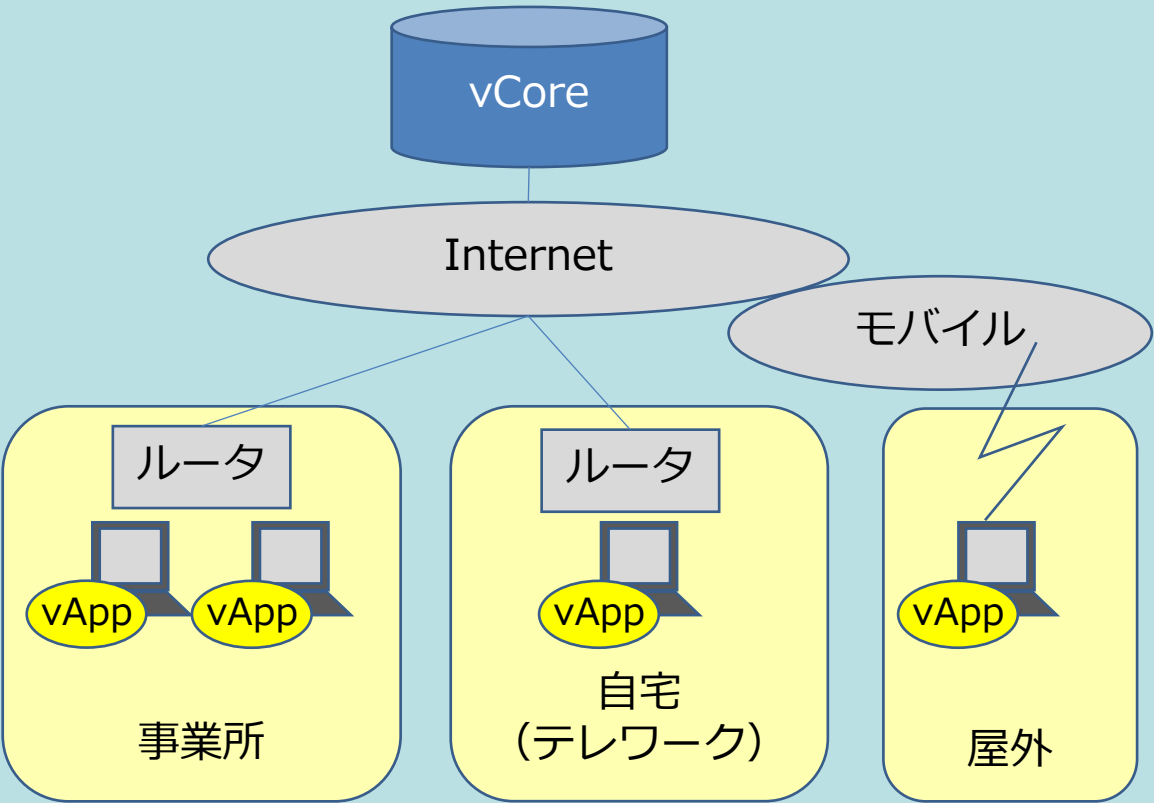 vCore
Internet
モバイル
ルータ
ルータ
vApp
vApp
vApp
vApp
事業所
自宅
（テレワーク）
屋外